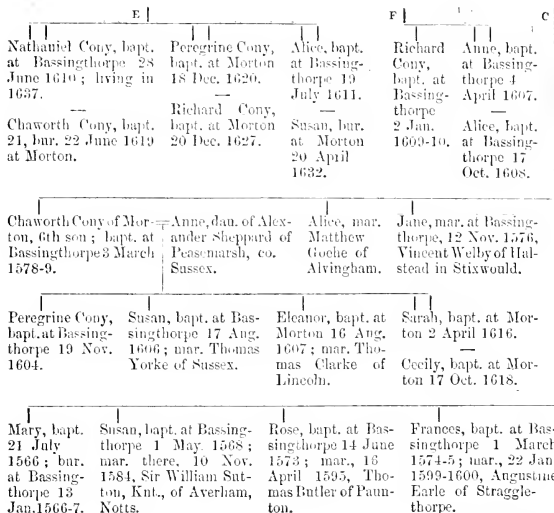 E F C
Nathaniel Cony, bapt.
at Bassingthorpe 28
June 1610; living in
1637.
—
Chaworth Cony, bapt.
21, bur. 22 June 1619
at Morton.
Peregrine Cony,
bapt. at Morton
18 Dec. 1620.
—
Richard Cony,
bapt. at Morton
20 Dec. 1627.
Alice, bapt.
at Bassing-
thorpe 19
July 1611.
—
Susan, bur.
at Morton
20 April
1632.
Richard
Cony,
bapt. at
Bassing-
thorpe
2 Jan.
1609-10.
Anne, bapt.
at Bassing-
thorpe 4
April 1607.
—
Alice, bapt.
at Bassing-
thorpe 17
Oct. 1608.
Chaworth Cony of Mor-
ton, 6th son; bapt. at
Bassingthorpe 3 March
1578-9.
Anne, dau. of Alex-
ander Sheppard of
Peasemarsh, co.
Sussex.
Alice, mar.
Matthew
Goche of
Alvingham.
Jane, mar. at Bassing-
thorpe, 12 Nov. 1576,
Vincent Welby of Hal-
stead in Stixwould.
Peregrine Cony,
bapt. at Bassing-
thorpe 19 Nov.
1604.
Susan, bapt. at Bas-
singthorpe 17 Aug.
1606; mar. Thomas
Yorke of Sussex.
Eleanor, bapt. at
Morton 16 Aug.
1607; mar. Tho-
mas Clarke of
Lincoln.
Sarah, bapt. at Mor-
ton 2 April 1616.
—
Cecily, bapt. at Mor-
ton 17 Oct. 1618.
Mary, bapt.
21 July
1566; bur.
at Bassing-
thorpe 13
Jan. 1566-7.
Susan, bapt. at Bassing-
thorpe 1 May 1568;
mar. there, 10 Nov.
1584, Sir William Sut-
ton, Knt., of Averham,
Notts.
Rose, bapt. at Bas-
singthorpe 14 June
1573; mar., 16
April 1595, Tho-
mas Butler of Paun-
ton.
Frances, bapt. at Bas-
singthorpe 1 March
1574-5; mar., 22 Jan
1599-1600, Augustine
Earle of Straggle-
thorpe.